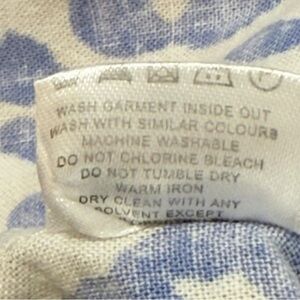 WASH GARMENT INSIDE OUT
WASH WITH SIMILAR COLOURS
MACHINE WASHABLE
DO NOT CHLORINE BLEACH
DO NOT TUMBLE DRY
WARM IRON
DRY CLEAN WITH ANY
SOLVENT EXCEPT